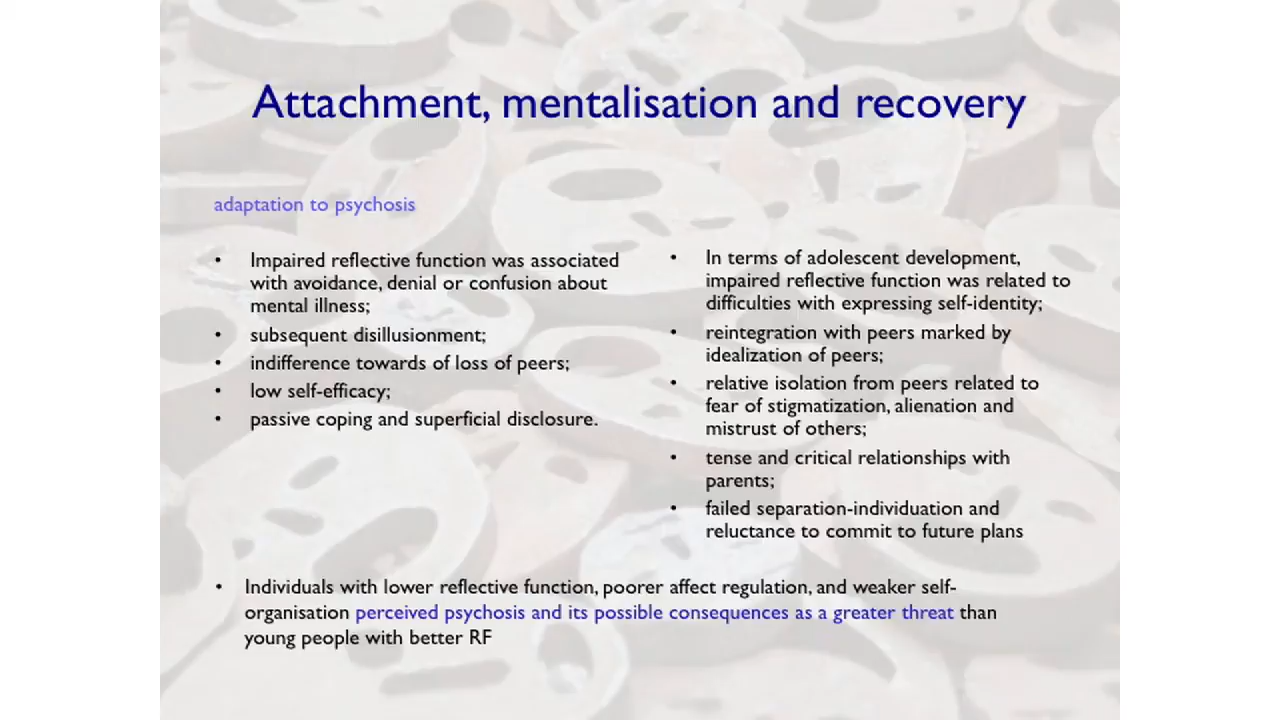 Attachment, mentalisation and recovery
adaptation to psychosis
• Impaired reflective function was associated
with avoidance, denial or confusion about
mental illness;
• subsequent disillusionment;
• indifference towards of loss of peers;
• low self-efficacy;
• passive coping and superficial disclosure.
• In terms of adolescent development,
impaired reflective function was related to
difficulties with expressing self-identity;
• reintegration with peers marked by
idealization of peers;
• relative isolation from peers related to
fear of stigmatization, alienation and
mistrust of others;
• tense and critical relationships with
parents;
• failed separation-individuation and
reluctance to commit to future plans
• Individuals with lower reflective function, poorer affect regulation, and weaker self-
organisation perceived psychosis and its possible consequences as a greater threat than
young people with better RF